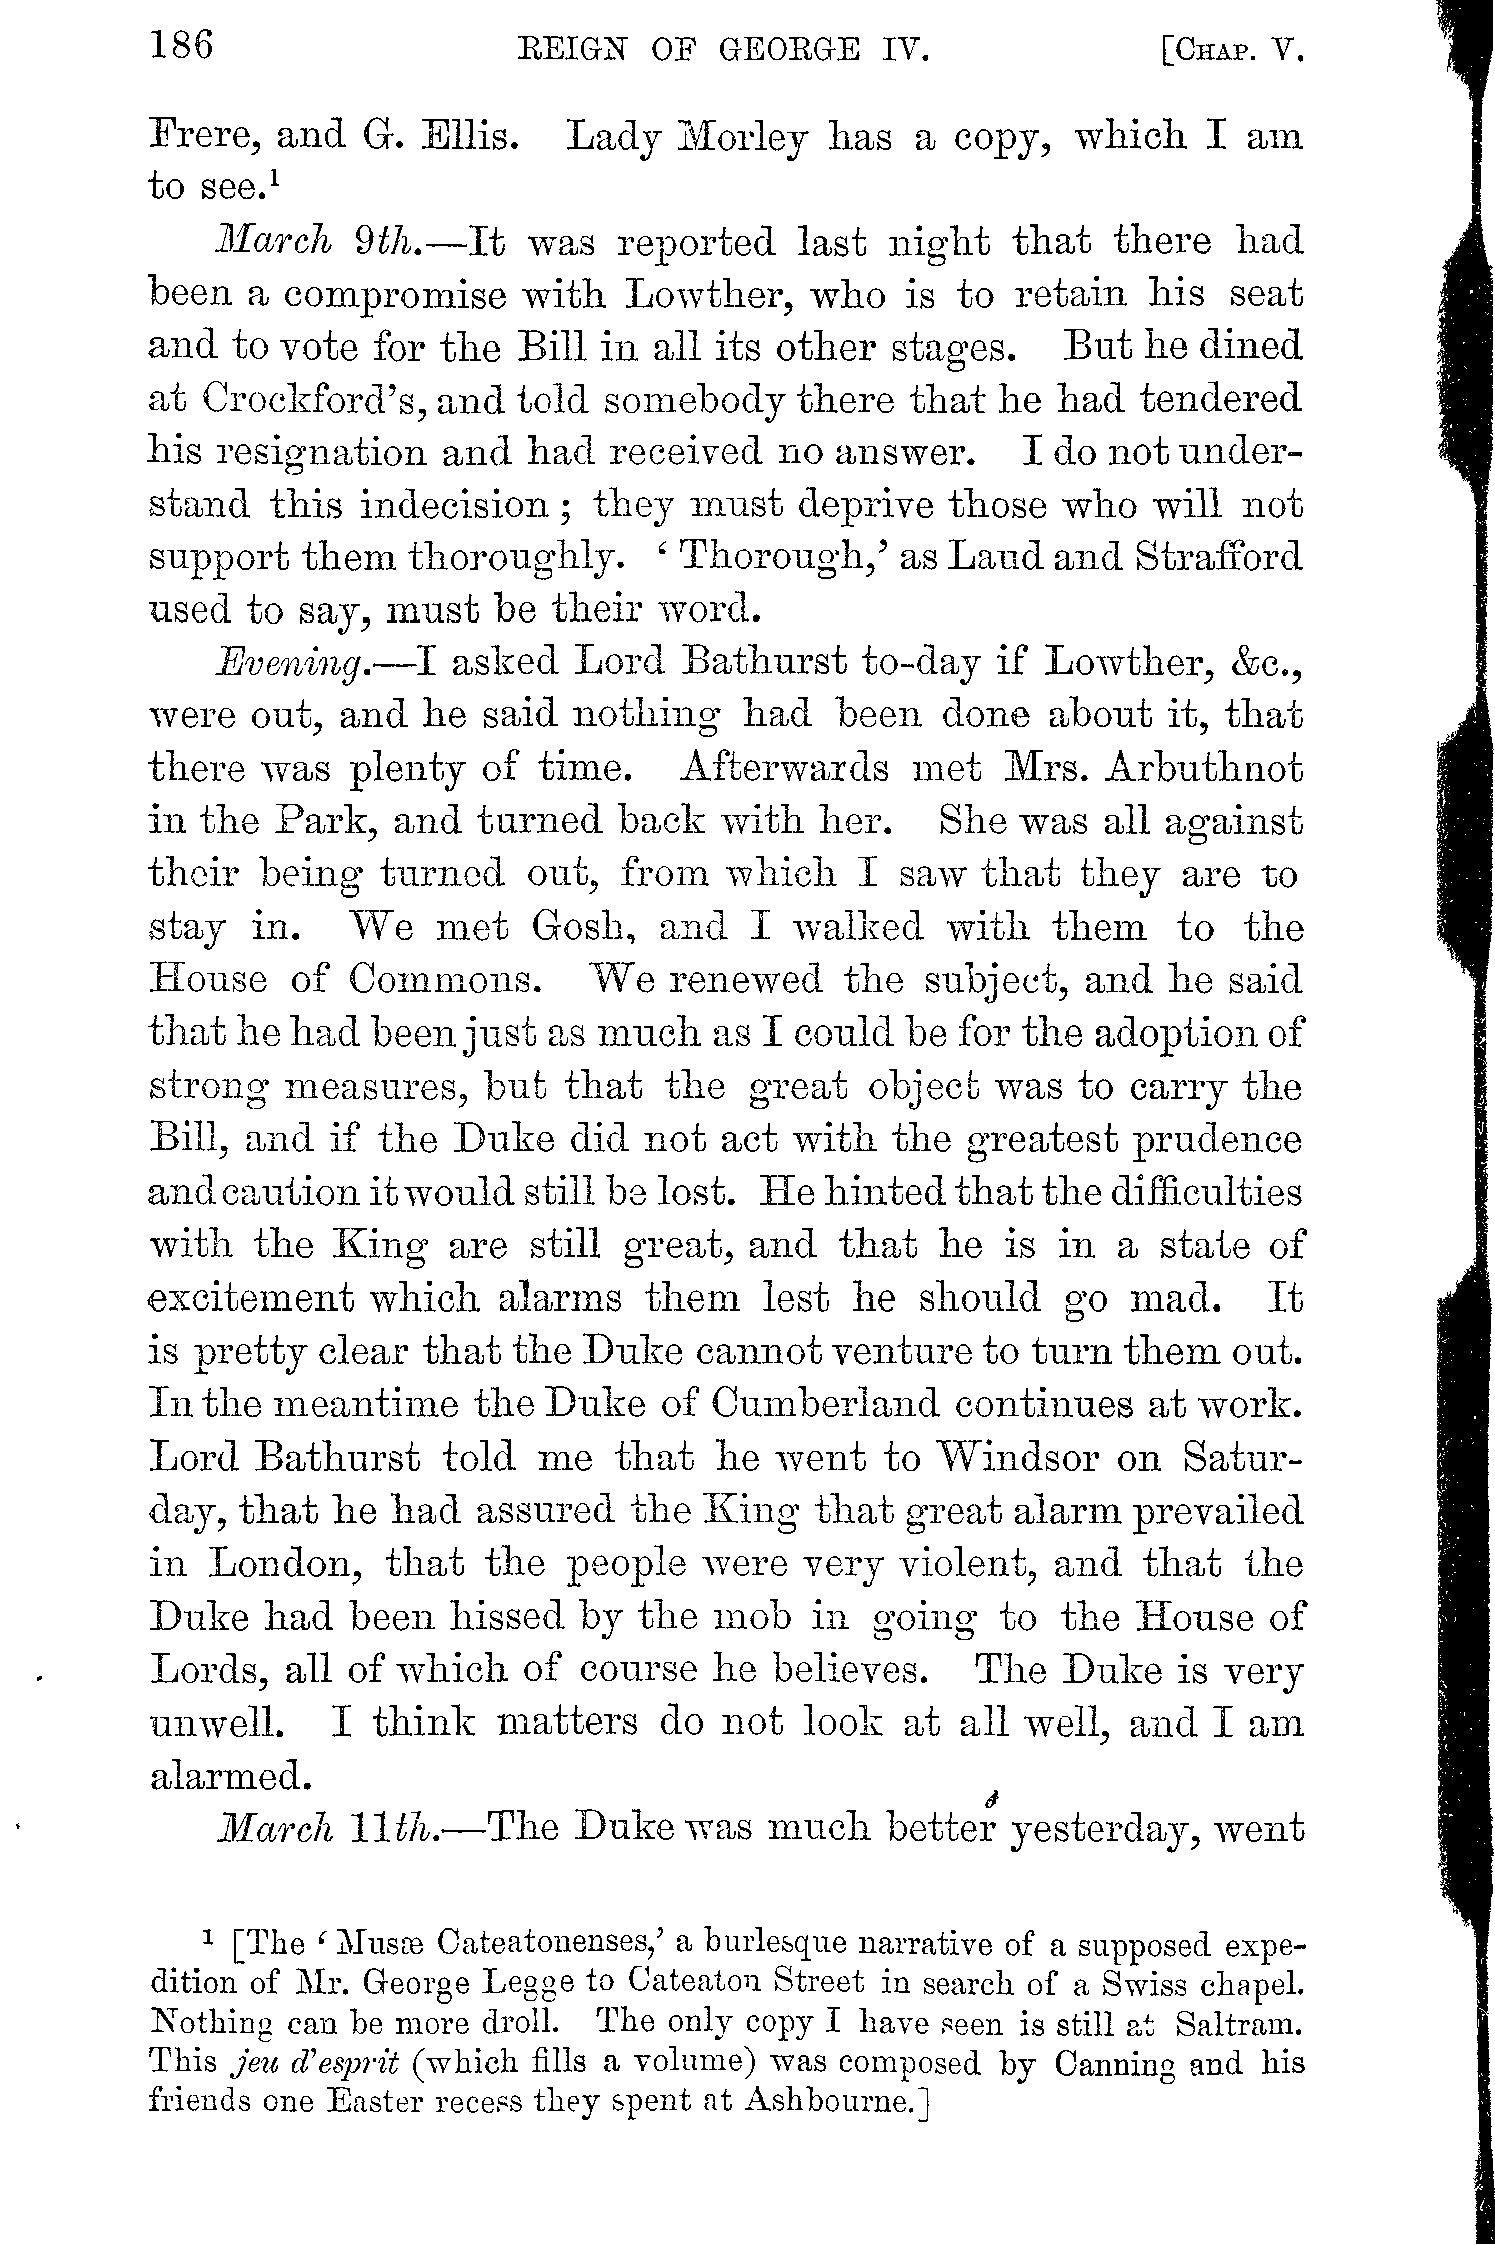 186 REIGN OF GEORGE IV. [CHAP. V.
Frere, and G. Ellis. Lady Morley has a copy, which I am
to see.¹
March 9th.—It was reported last night that there had
been a compromise with Lowther, who is to retain his seat
and to vote for the Bill in all its other stages. But he dined
at Crockford's, and told somebody there that he had tendered
his resignation and had received no answer. I do not under-
stand this indecision; they must deprive those who will not
support them thoroughly. 'Thorough,' as Laud and Strafford
used to say, must be their word.
Evening.—I asked Lord Bathurst to-day if Lowther, &c.,
were out, and he said nothing had been done about it, that
there was plenty of time. Afterwards met Mrs. Arbuthnot
in the Park, and turned back with her. She was all against
their being turned out, from which I saw that they are to
stay in. We met Gosh, and I walked with them to the
House of Commons. We renewed the subject, and he said
that he had been just as much as I could be for the adoption of
strong measures, but that the great object was to carry the
Bill, and if the Duke did not act with the greatest prudence
and caution it would still be lost. He hinted that the difficulties
with the King are still great, and that he is in a state of
excitement which alarms them lest he should go mad. It
is pretty clear that the Duke cannot venture to turn them out.
In the meantime the Duke of Cumberland continues at work.
Lord Bathurst told me that he went to Windsor on Satur-
day, that he had assured the King that great alarm prevailed
in London, that the people were very violent, and that the
Duke had been hissed by the mob in going to the House of
Lords, all of which of course he believes. The Duke is very
unwell. I think matters do not look at all well, and I am
alarmed.
March 11th.—The Duke was much better yesterday, went
¹ [The 'Musæ Cateatonenses,' a burlesque narrative of a supposed expe-
dition of Mr. George Legge to Cateaton Street in search of a Swiss chapel.
Nothing can be more droll. The only copy I have seen is still at Saltram.
This jeu d'esprit (which fills a volume) was composed by Canning and his
friends one Easter recess they spent at Ashbourne.]